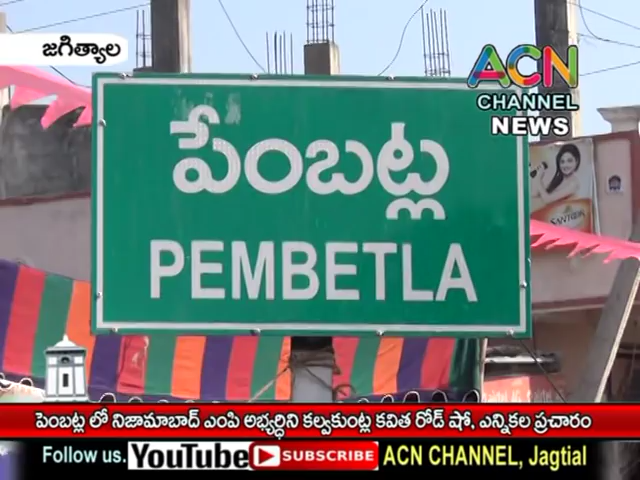 జగిత్యాల
ACN
CHANNEL
NEWS
పేంబట్ల
PEMBETLA
SANTOOR
పెంబట్ల లో నిజామాబాద్ ఎంపి అభ్యర్థిని కల్వకుంట్ల కవిత రోడ్ షో, ఎన్నికల ప్రచారం
Follow us on: YouTube SUBSCRIBE ACN CHANNEL, Jagtial